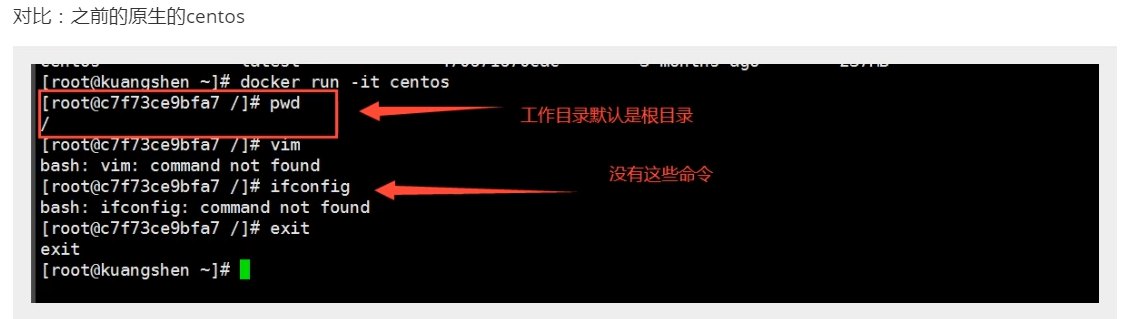 对比：之前的原生的centos
[root@kuangshen ~]# docker run -it centos
[root@c7f73ce9bfa7 /]# pwd
/
工作目录默认是根目录
[root@c7f73ce9bfa7 /]# vim
bash: vim: command not found
没有这些命令
[root@c7f73ce9bfa7 /]# ifconfig
bash: ifconfig: command not found
[root@c7f73ce9bfa7 /]# exit
exit
[root@kuangshen ~]#